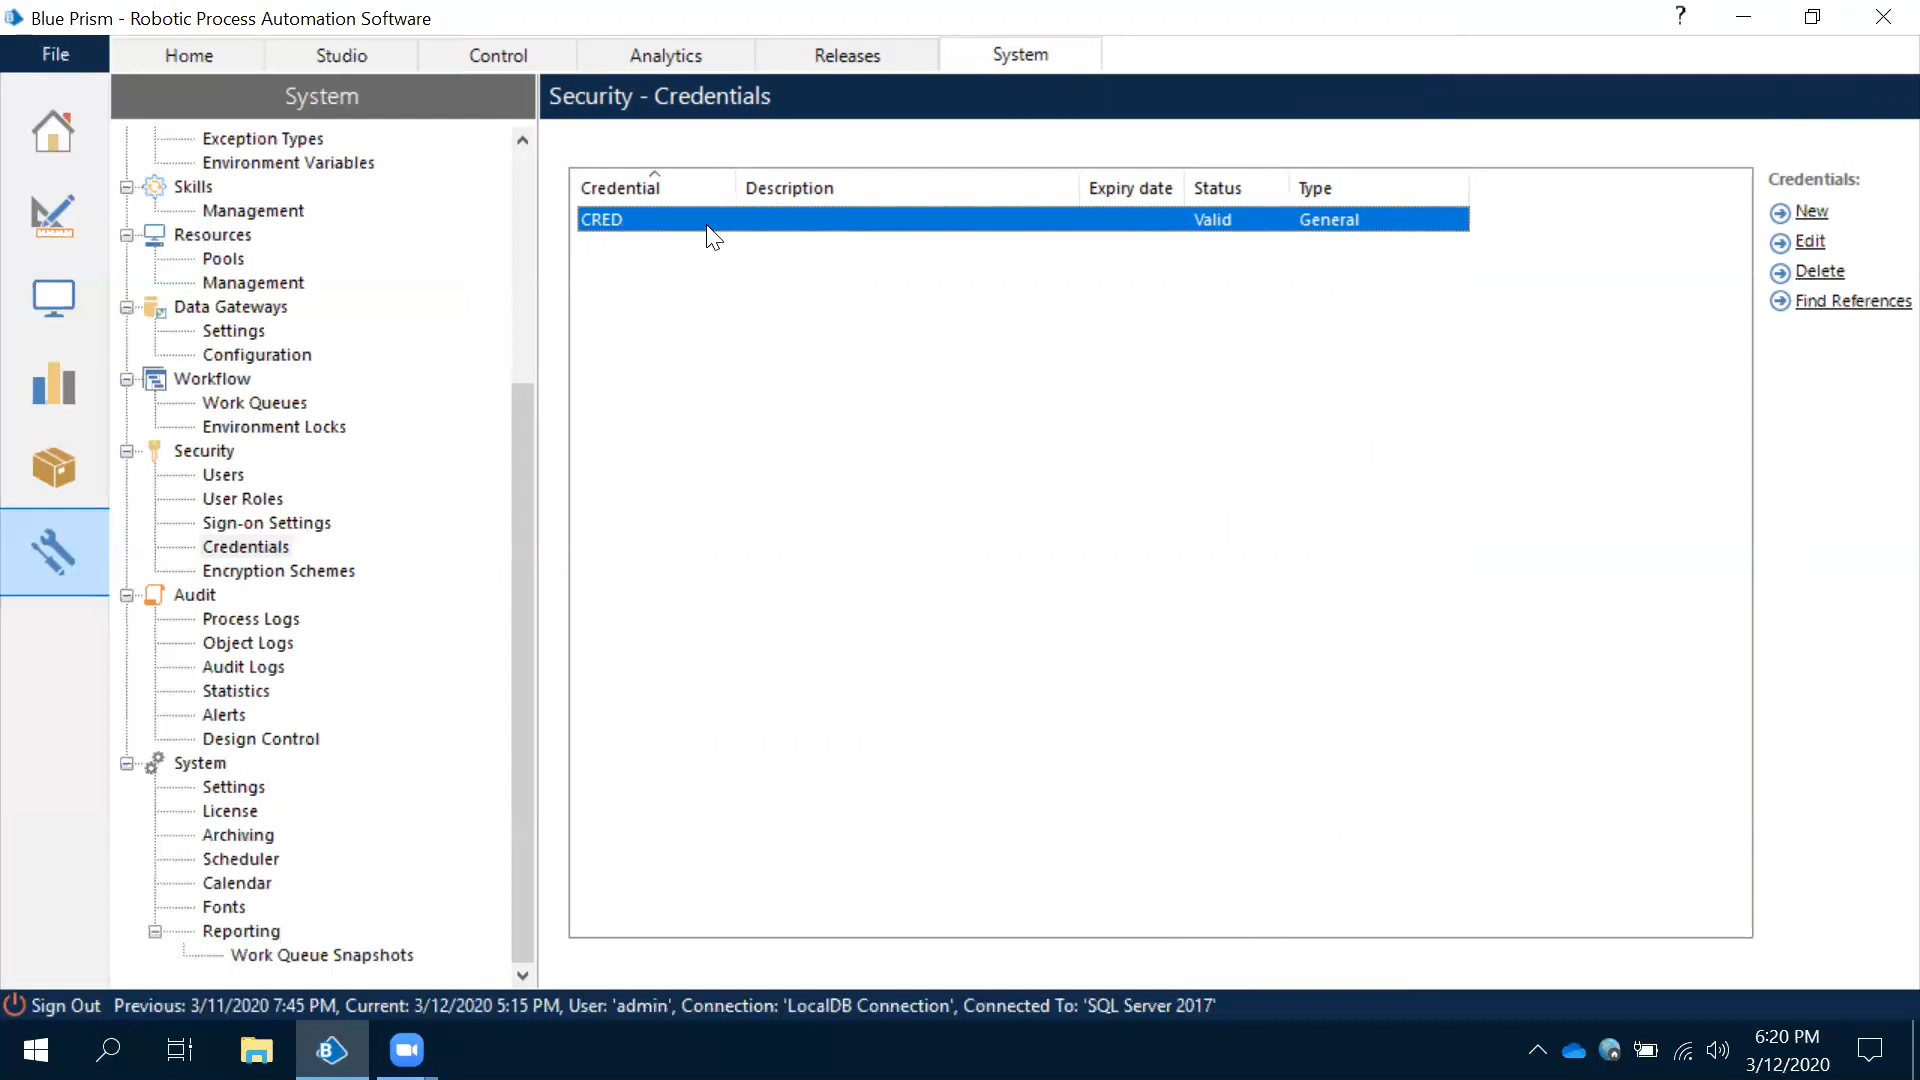 Blue Prism - Robotic Process Automation Software
?
File
Home
Studio
Control
Analytics
Releases
System
System
Security - Credentials
Exception Types
Environment Variables
Skills
Management
Resources
Pools
Management
Data Gateways
Settings
Configuration
Workflow
Work Queues
Environment Locks
Security
Users
User Roles
Sign-on Settings
Credentials
Encryption Schemes
Audit
Process Logs
Object Logs
Audit Logs
Statistics
Alerts
Design Control
System
Settings
License
Archiving
Scheduler
Calendar
Fonts
Reporting
Work Queue Snapshots
Credential Description Expiry date Status Type
CRED Valid General
Credentials:
New
Edit
Delete
Find References
Sign Out Previous: 3/11/2020 7:45 PM, Current: 3/12/2020 5:15 PM, User: 'admin', Connection: 'LocalDB Connection', Connected To: 'SQL Server 2017'
B
6:20 PM
3/12/2020